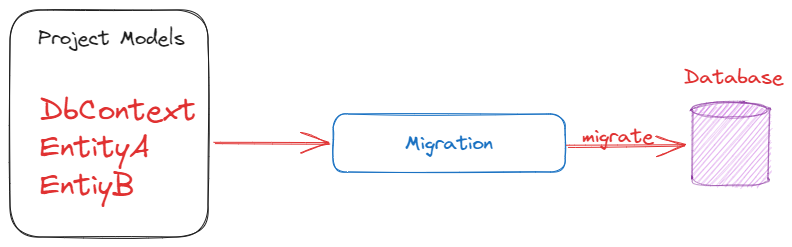 Project Models
DbContext
EntityA
EntiyB
Migration
migrate
Database